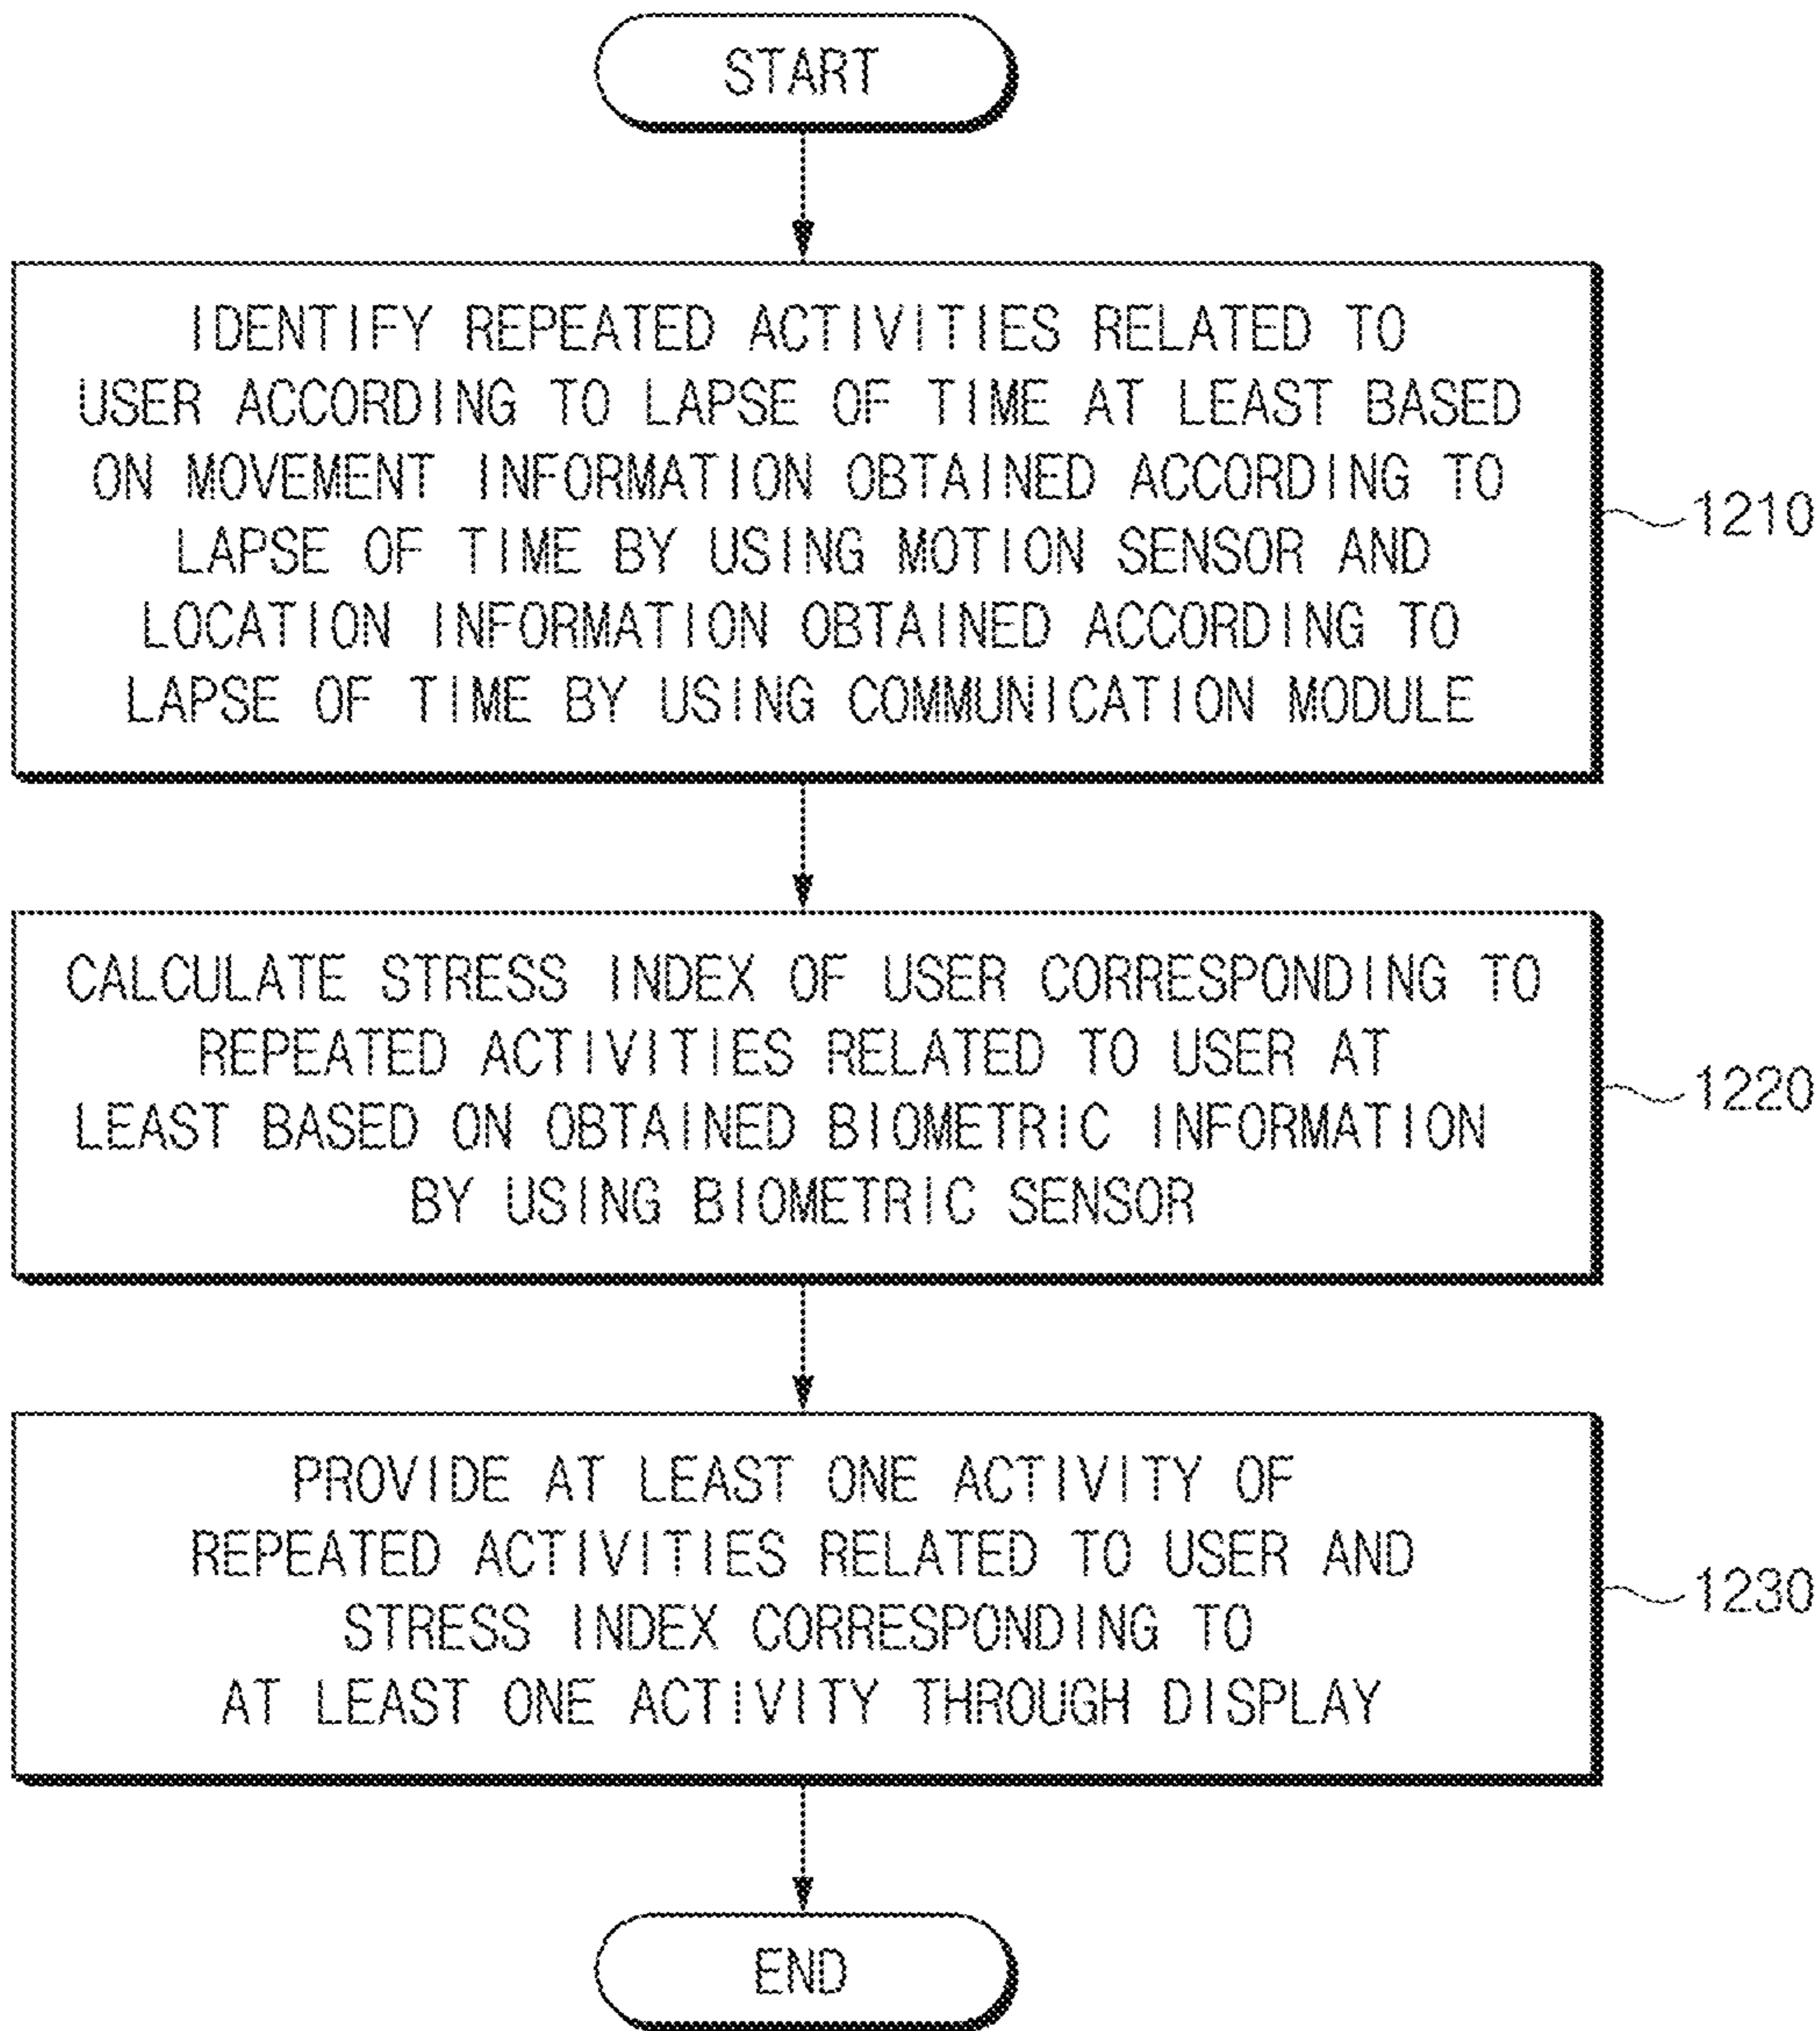 START
IDENTIFY REPEATED ACTIVITIES RELATED TO
USER ACCORDING TO LAPSE OF TIME AT LEAST BASED
ON MOVEMENT INFORMATION OBTAINED ACCORDING TO
LAPSE OF TIME BY USING MOTION SENSOR AND
LOCATION INFORMATION OBTAINED ACCORDING TO
LAPSE OF TIME BY USING COMMUNICATION MODULE
1210
CALCULATE STRESS INDEX OF USER CORRESPONDING TO
REPEATED ACTIVITIES RELATED TO USER AT
LEAST BASED ON OBTAINED BIOMETRIC INFORMATION
BY USING BIOMETRIC SENSOR
1220
PROVIDE AT LEAST ONE ACTIVITY OF
REPEATED ACTIVITIES RELATED TO USER AND
STRESS INDEX CORRESPONDING TO
AT LEAST ONE ACTIVITY THROUGH DISPLAY
1230
END